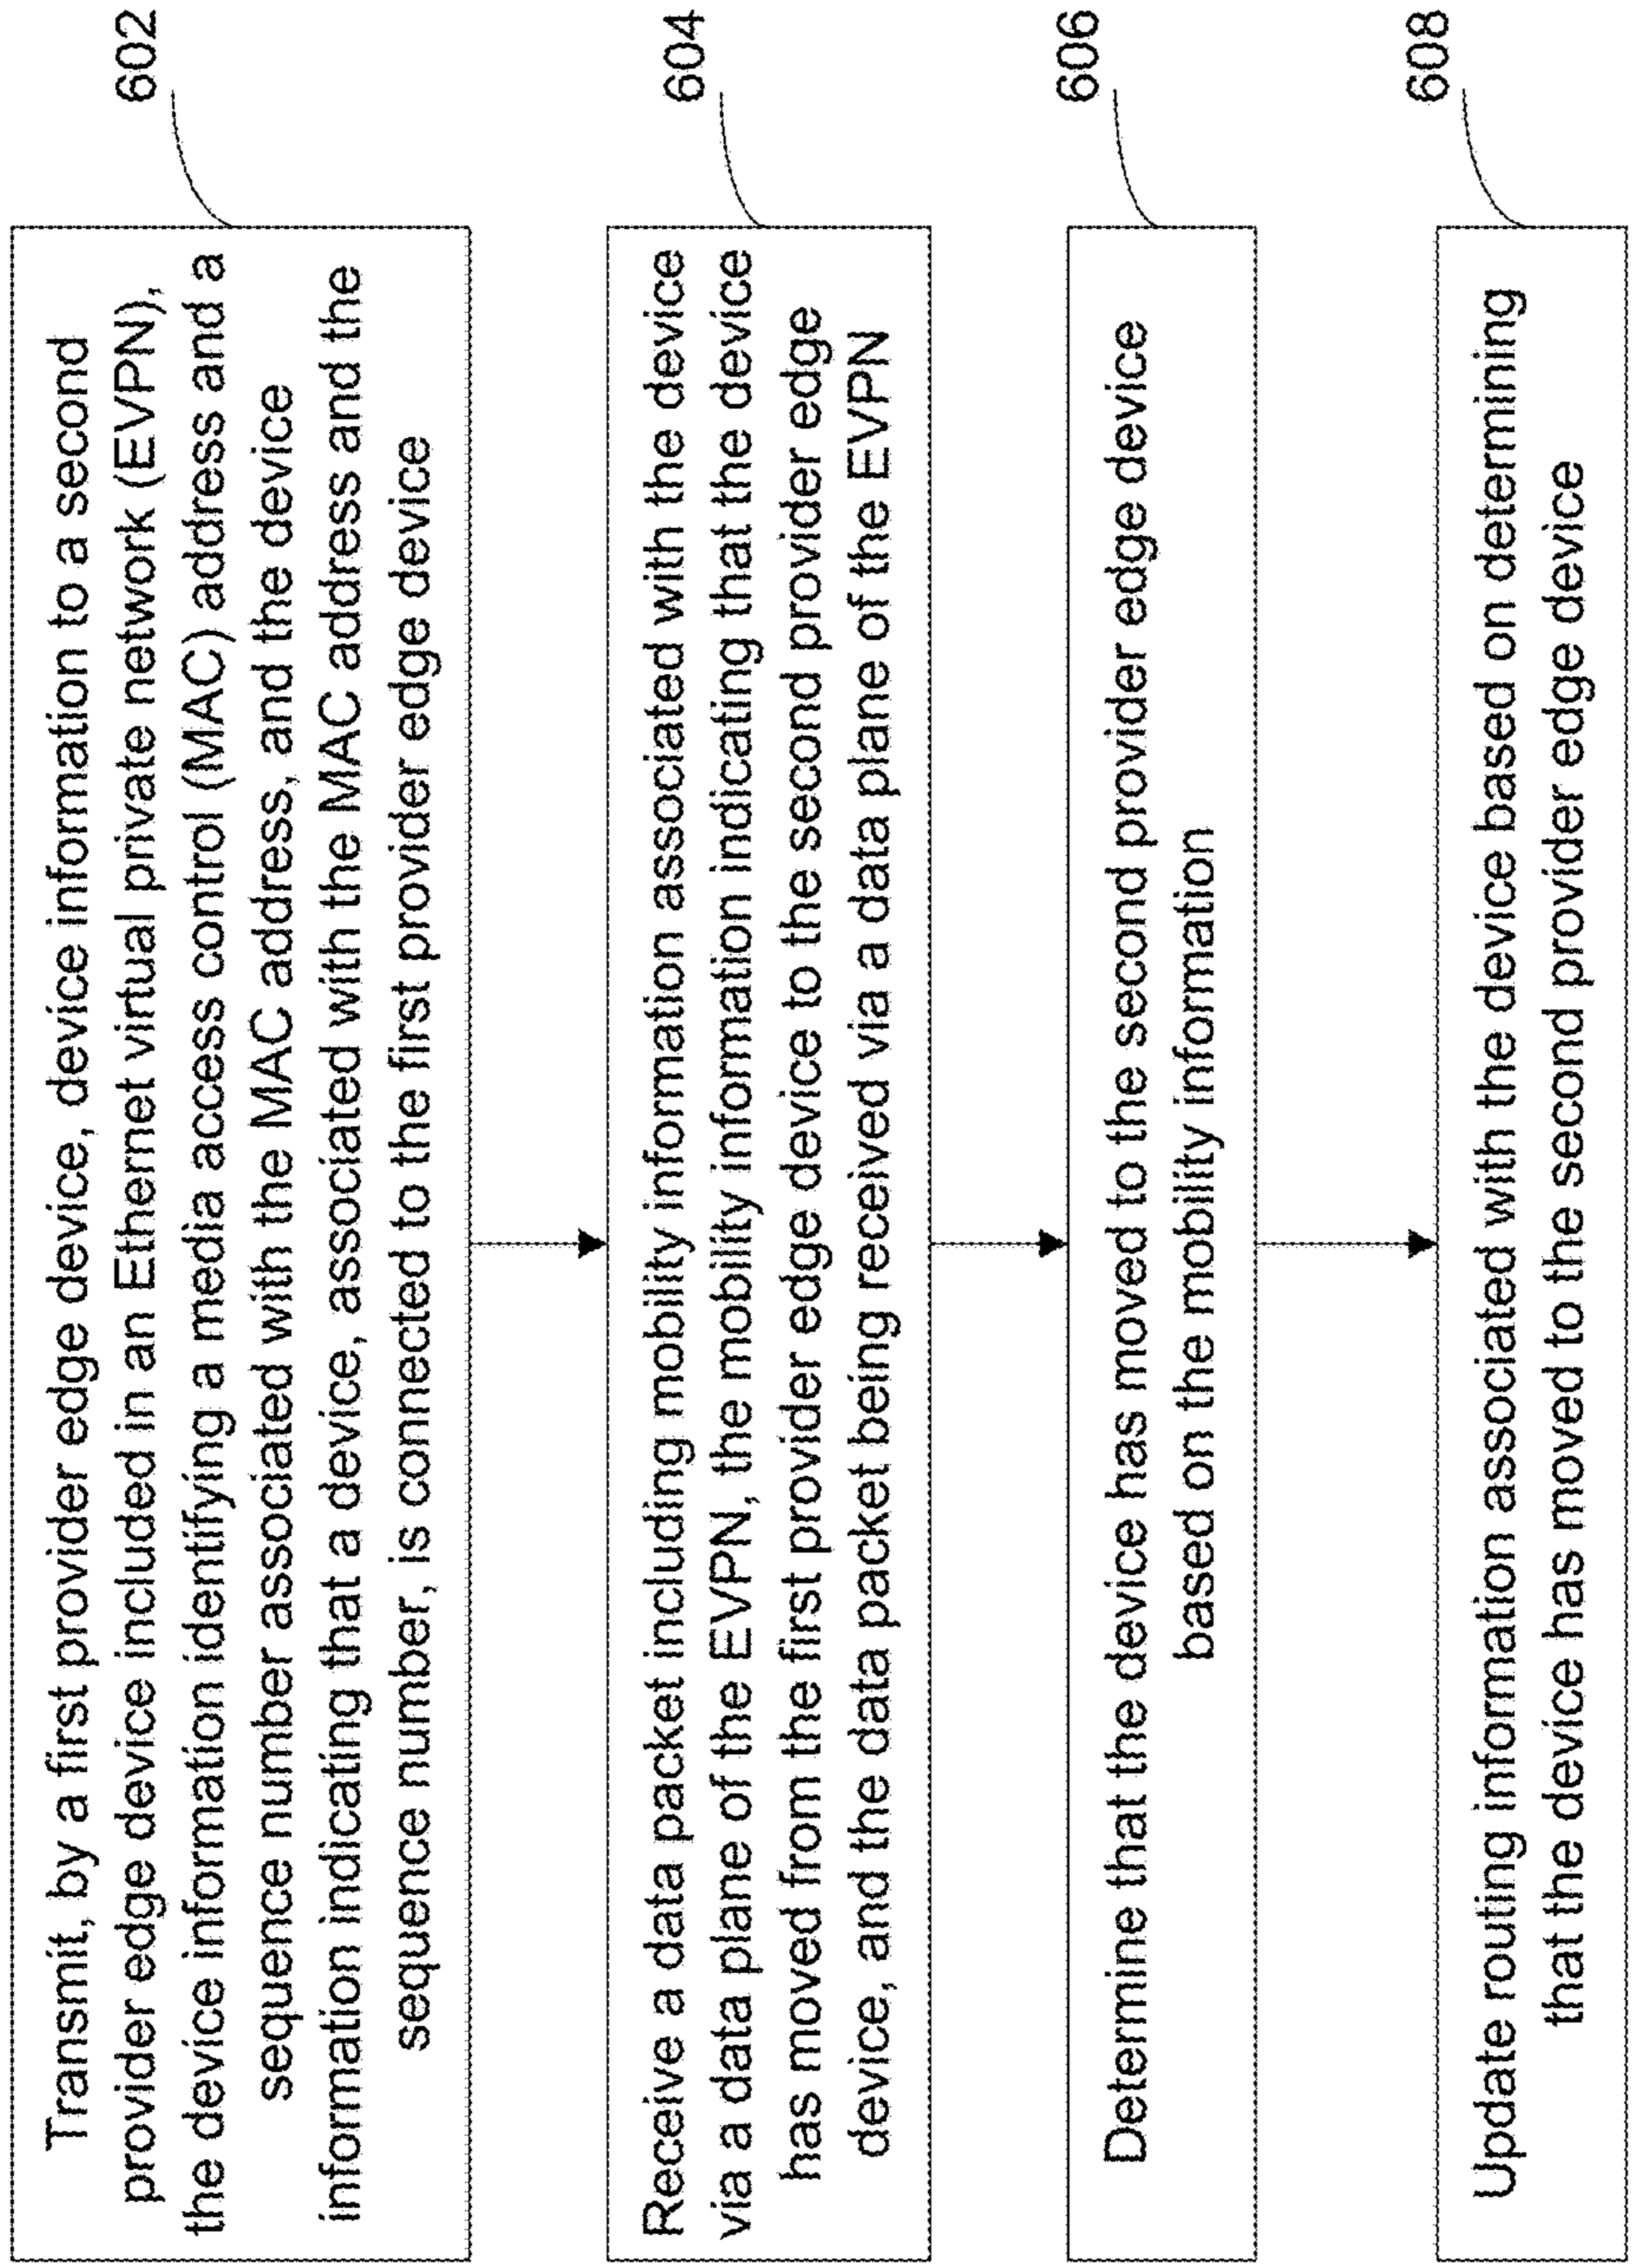 Transmit, by a first provider edge device, device information to a second
provider edge device included in an Ethernet virtual private network (EVPN),
the device information identifying a media access control (MAC) address and a
sequence number associated with the MAC address, and the device
information indicating that a device, associated with the MAC address and the
sequence number, is connected to the first provider edge device
602
Receive a data packet including mobility information associated with the device
via a data plane of the EVPN, the mobility information indicating that the device
has moved from the first provider edge device to the second provider edge
device, and the data packet being received via a data plane of the EVPN
604
Determine that the device has moved to the second provider edge device
based on the mobility information
606
Update routing information associated with the device based on determining
that the device has moved to the second provider edge device
608